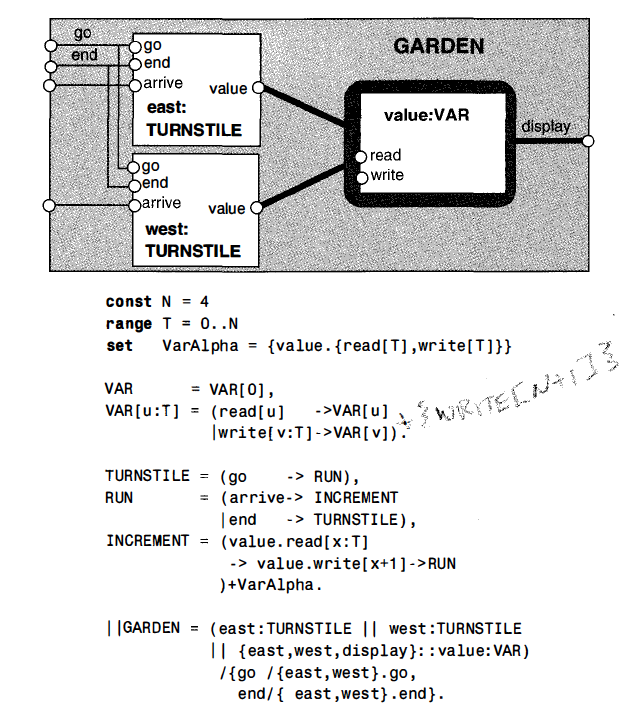 go
end
go
end
arrive
value
east:
TURNSTILE
GARDEN
value:VAR
read
write
display
go
end
arrive
value
west:
TURNSTILE
const N = 4
range T = 0..N
set VarAlpha = {value.{read[T],write[T]}}
VAR = VAR[0],
VAR[u:T] = (read[u] ->VAR[u]
|write[v:T]->VAR[v]). +{WRITE[N+1]}
TURNSTILE = (go -> RUN),
RUN = (arrive-> INCREMENT
|end -> TURNSTILE),
INCREMENT = (value.read[x:T]
-> value.write[x+1]->RUN
)+VarAlpha.
||GARDEN = (east:TURNSTILE || west:TURNSTILE
|| {east,west,display}::value:VAR)
/{go /{east,west}.go,
end/{ east,west}.end}.